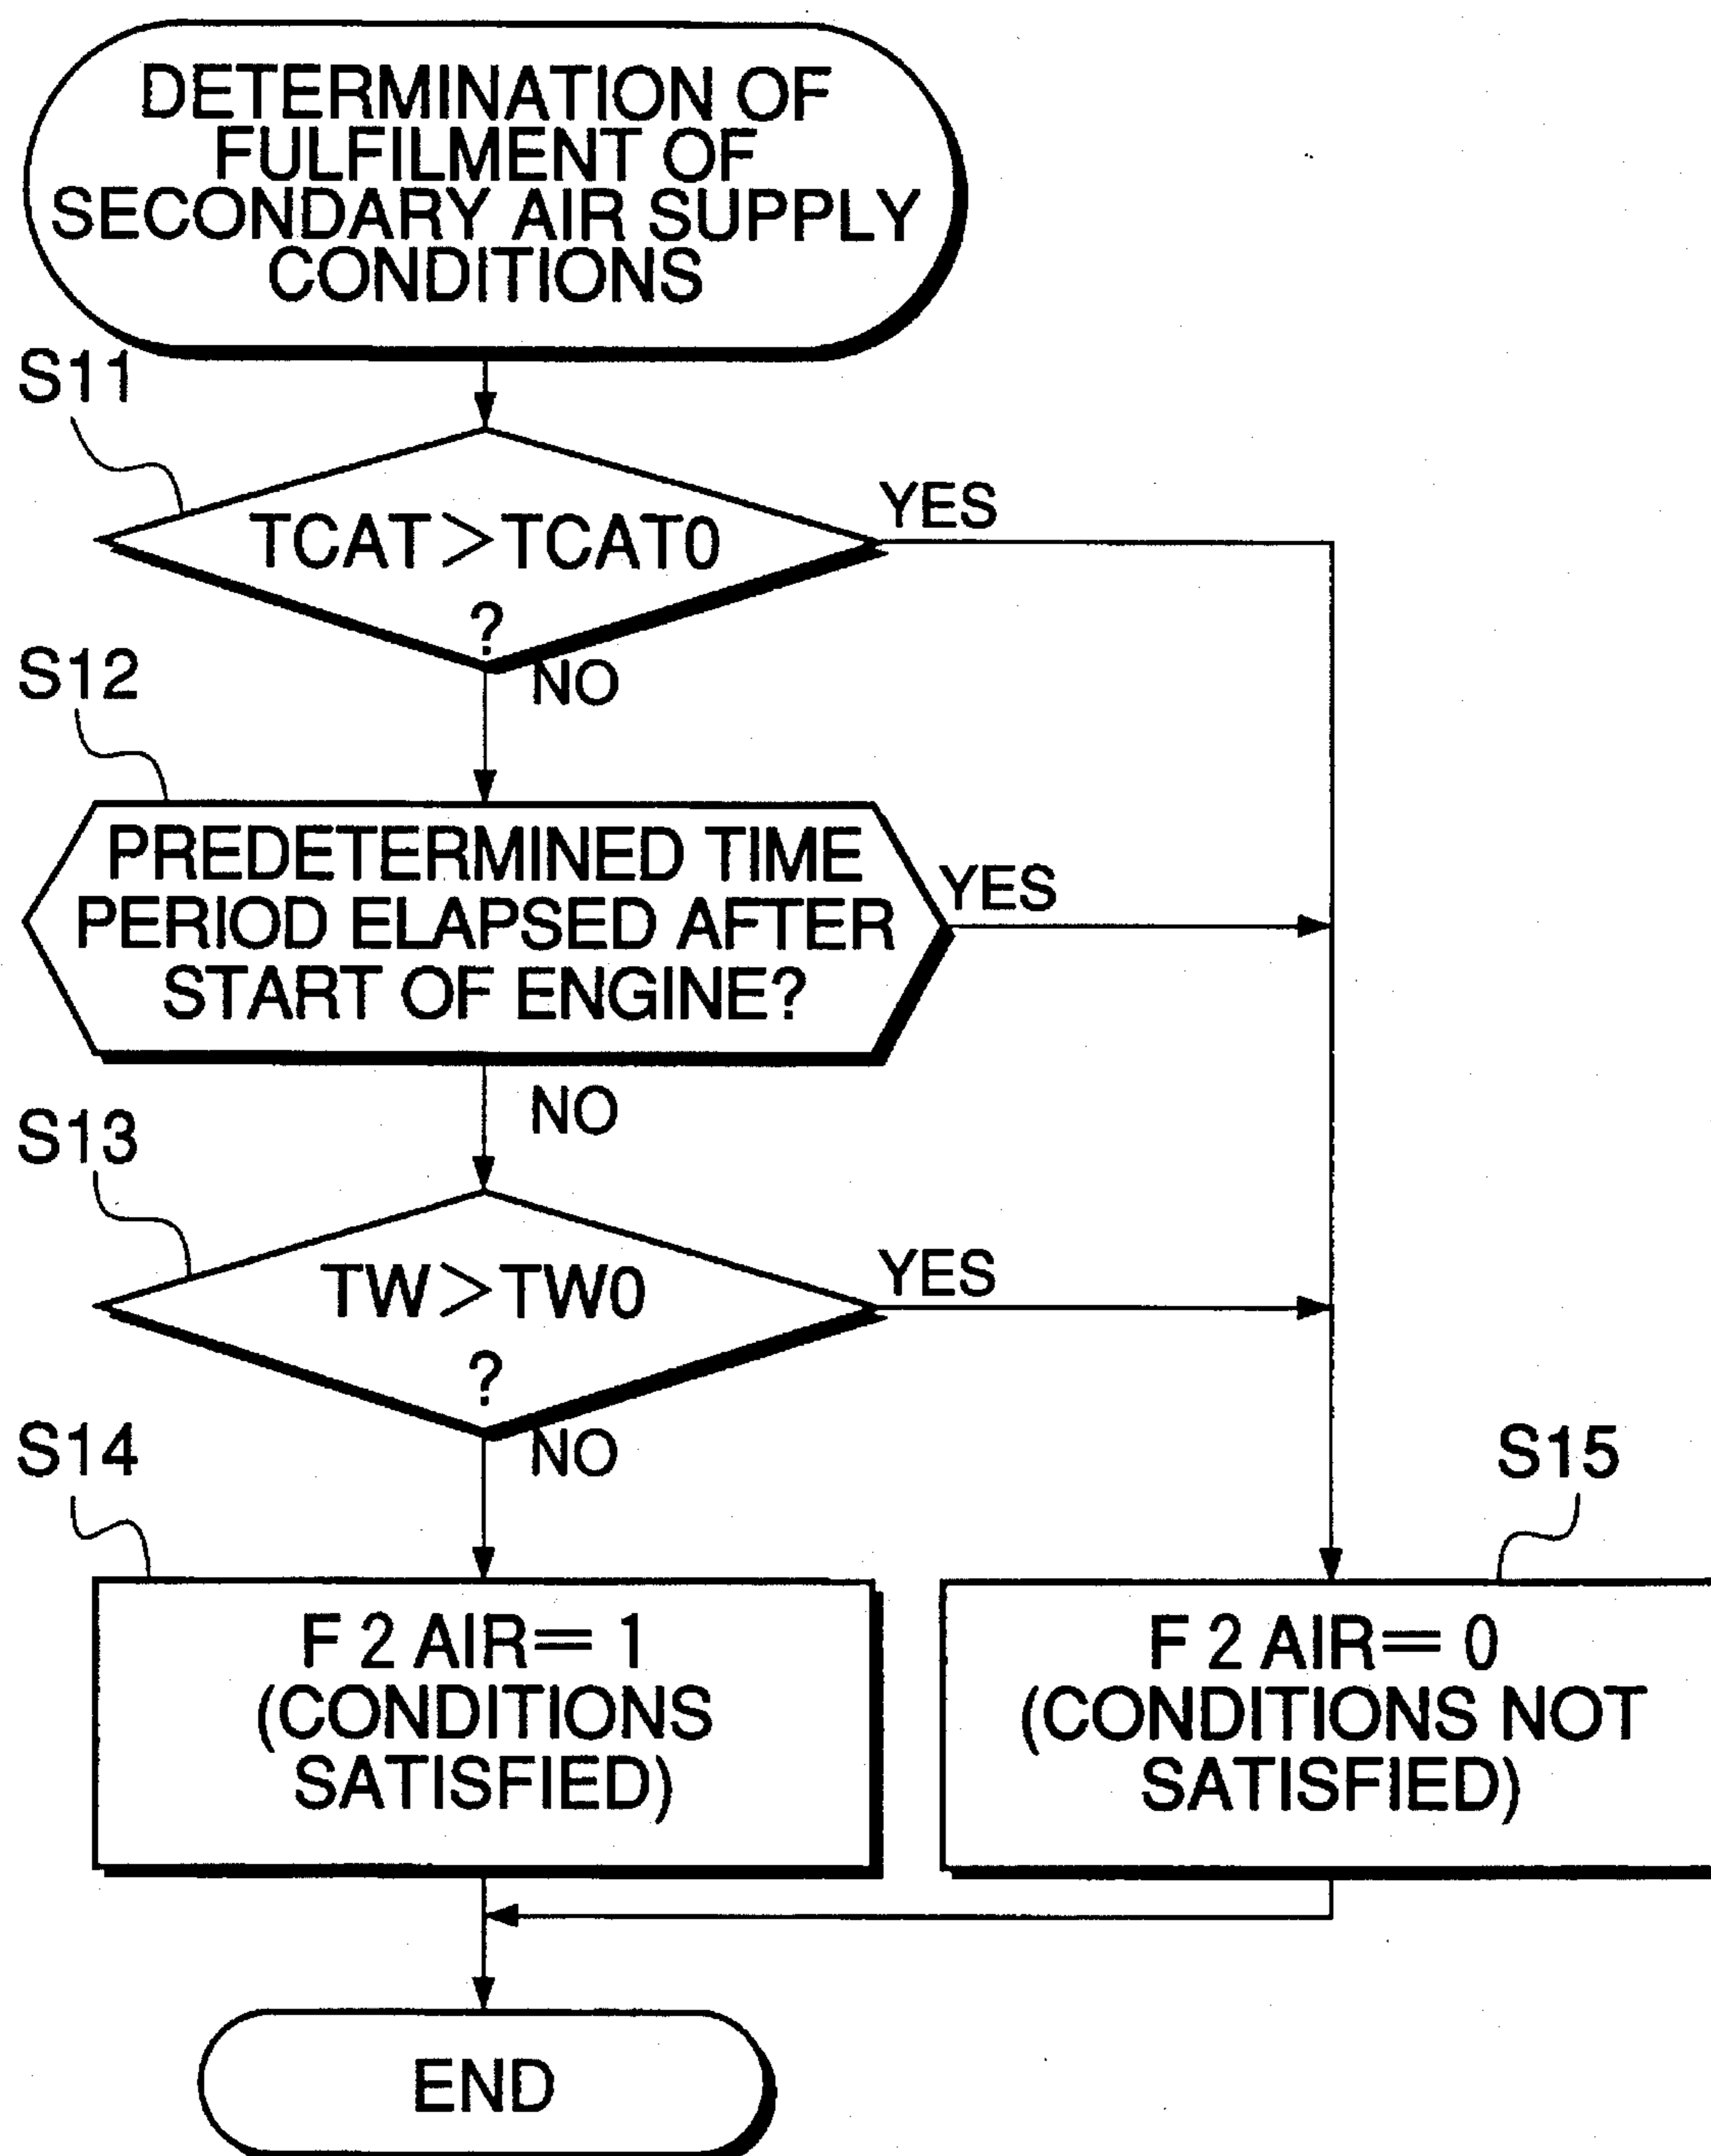 DETERMINATION OF
FULFILMENT OF
SECONDARY AIR SUPPLY
CONDITIONS
S11
TCAT>TCAT0
?
YES
NO
S12
PREDETERMINED TIME
PERIOD ELAPSED AFTER
START OF ENGINE?
YES
NO
S13
TW>TW0
?
YES
NO
S14
F 2 AIR= 1
(CONDITIONS
SATISFIED)
S15
F 2 AIR= 0
(CONDITIONS NOT
SATISFIED)
END